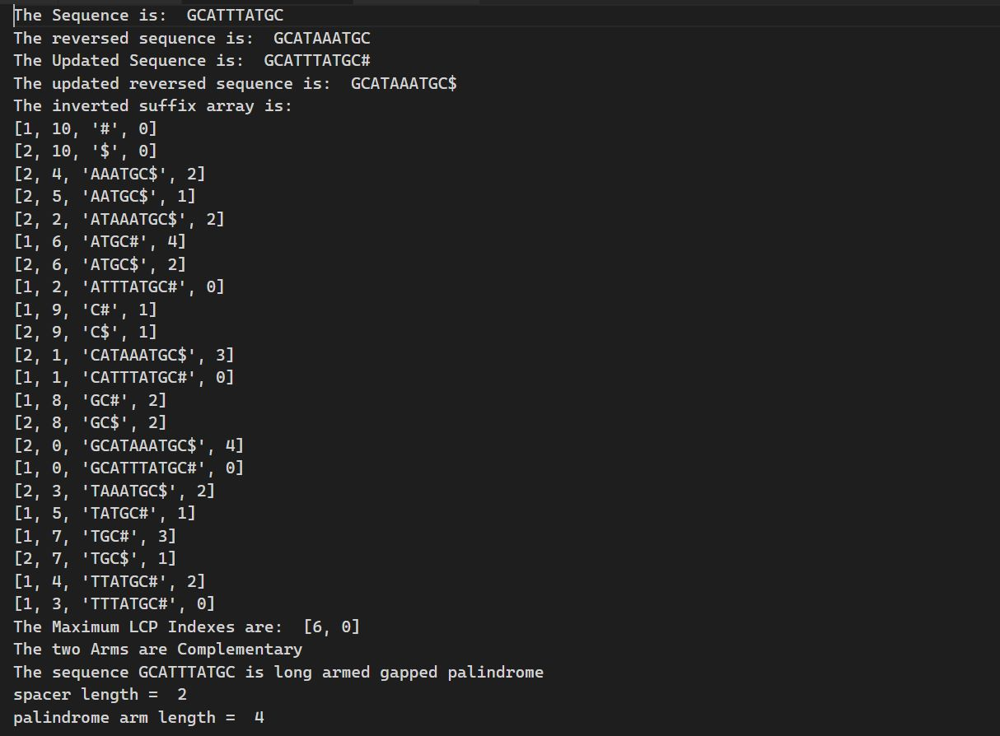 The Sequence is:  GCATTTATGC
The reversed sequence is:  GCATAAATGC
The Updated Sequence is:  GCATTTATGC#
The updated reversed sequence is:  GCATAAATGC$
The inverted suffix array is:
[1, 10, '#', 0]
[2, 10, '$', 0]
[2, 4, 'AAATGC$', 2]
[2, 5, 'AATGC$', 1]
[2, 2, 'ATAAATGC$', 2]
[1, 6, 'ATGC#', 4]
[2, 6, 'ATGC$', 2]
[1, 2, 'ATTTATGC#', 0]
[1, 9, 'C#', 1]
[2, 9, 'C$', 1]
[2, 1, 'CATAAATGC$', 3]
[1, 1, 'CATTTATGC#', 0]
[1, 8, 'GC#', 2]
[2, 8, 'GC$', 2]
[2, 0, 'GCATAAATGC$', 4]
[1, 0, 'GCATTTATGC#', 0]
[2, 3, 'TAAATGC$', 2]
[1, 5, 'TATGC#', 1]
[1, 7, 'TGC#', 3]
[2, 7, 'TGC$', 1]
[1, 4, 'TTATGC#', 2]
[1, 3, 'TTTATGC#', 0]
The Maximum LCP Indexes are:  [6, 0]
The two Arms are Complementary
The sequence GCATTTATGC is long armed gapped palindrome
spacer length =  2
palindrome arm length =  4